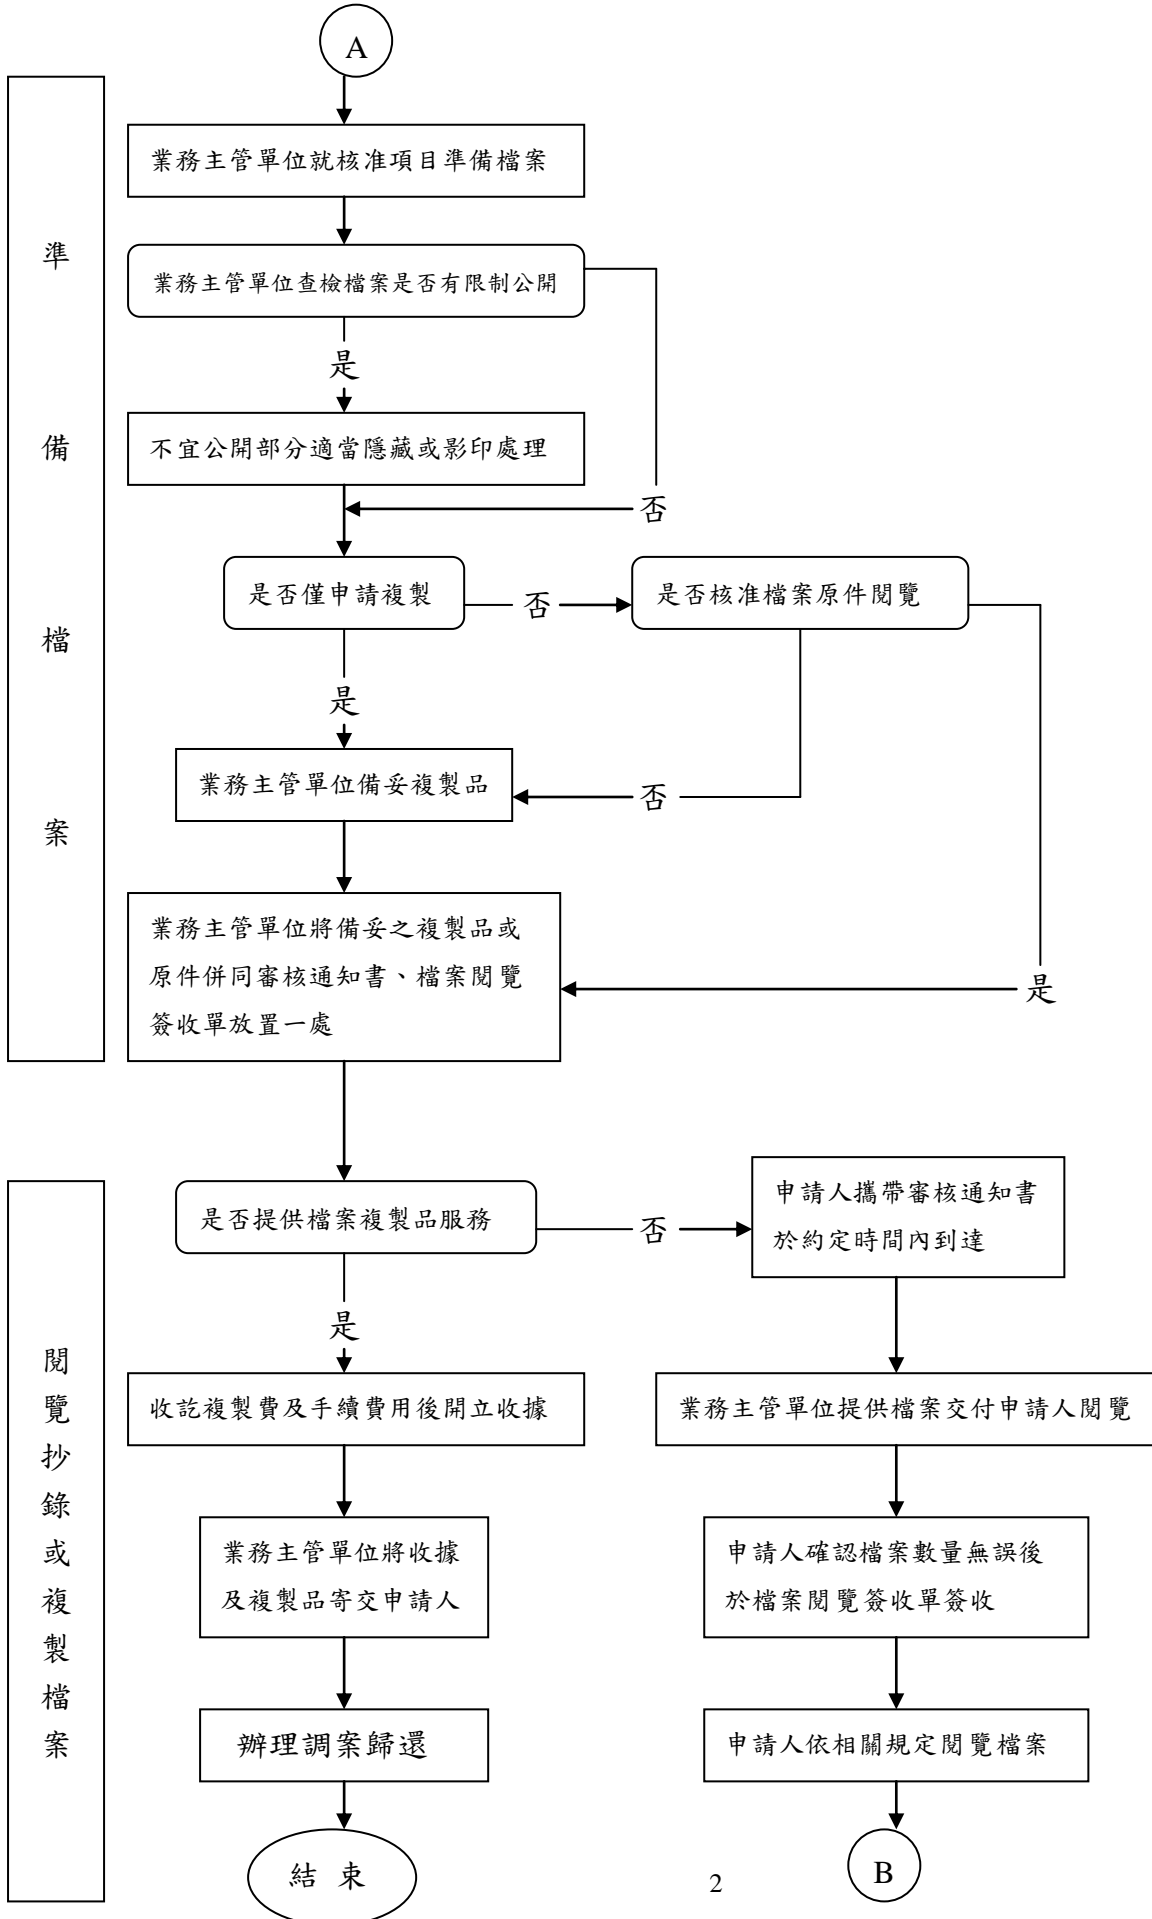 A
準備檔案
業務主管單位就核准項目準備檔案
業務主管單位查檢檔案是否有限制公開
是
不宜公開部分適當隱藏或影印處理
否
是否僅申請複製
否
是否核准檔案原件閱覽
是
業務主管單位備妥複製品
否
業務主管單位將備妥之複製品或
原件併同審核通知書、檔案閱覽
簽收單放置一處
是
閱覽抄錄或複製檔案
是否提供檔案複製品服務
否
申請人攜帶審核通知書
於約定時間內到達
是
收訖複製費及手續費用後開立收據
業務主管單位提供檔案交付申請人閱覽
業務主管單位將收據
及複製品寄交申請人
申請人確認檔案數量無誤後
於檔案閱覽簽收單簽收
辦理調案歸還
申請人依相關規定閱覽檔案
結 束
B
2